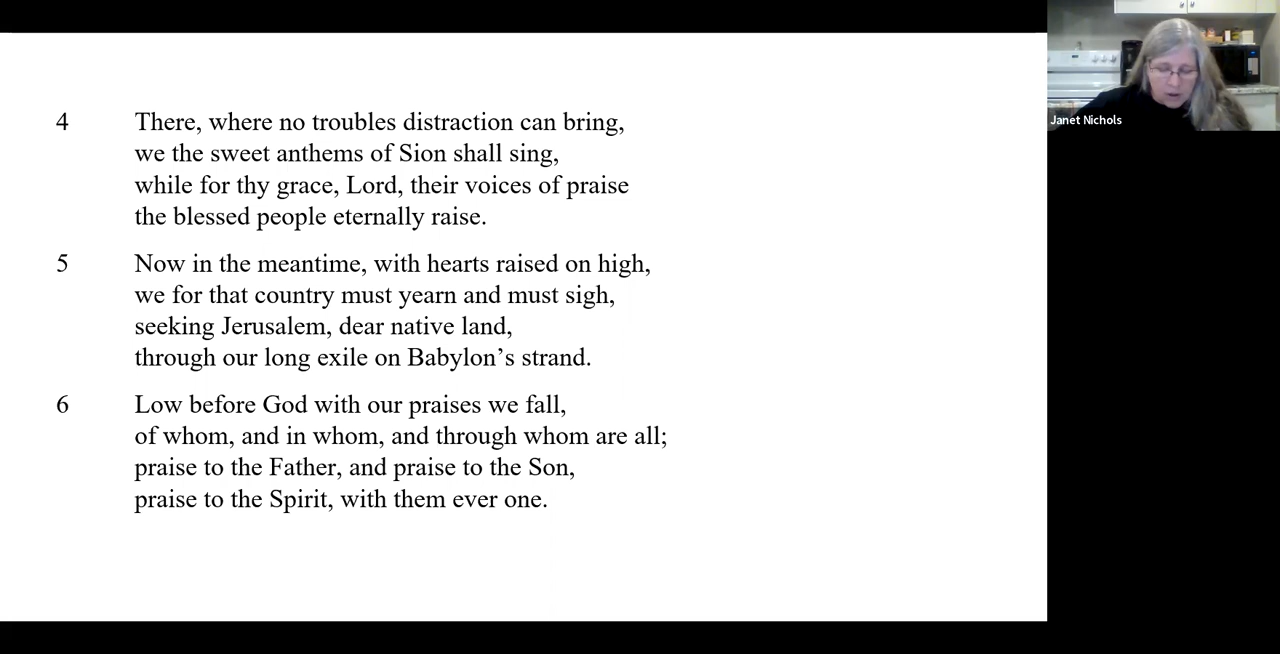 4 There, where no troubles distraction can bring,
we the sweet anthems of Sion shall sing,
while for thy grace, Lord, their voices of praise
the blessed people eternally raise.
5 Now in the meantime, with hearts raised on high,
we for that country must yearn and must sigh,
seeking Jerusalem, dear native land,
through our long exile on Babylon’s strand.
6 Low before God with our praises we fall,
of whom, and in whom, and through whom are all;
praise to the Father, and praise to the Son,
praise to the Spirit, with them ever one.
Janet Nichols